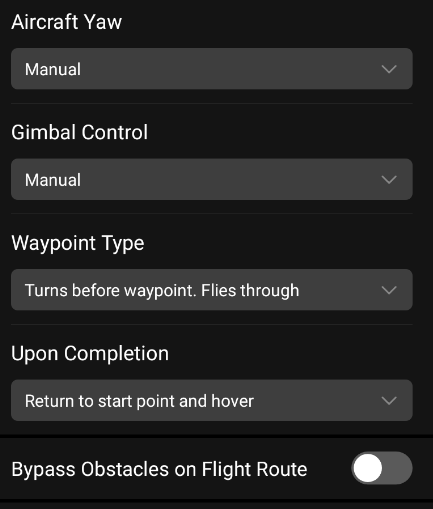 Aircraft Yaw
Manual
Gimbal Control
Manual
Waypoint Type
Turns before waypoint. Flies through
Upon Completion
Return to start point and hover
Bypass Obstacles on Flight Route